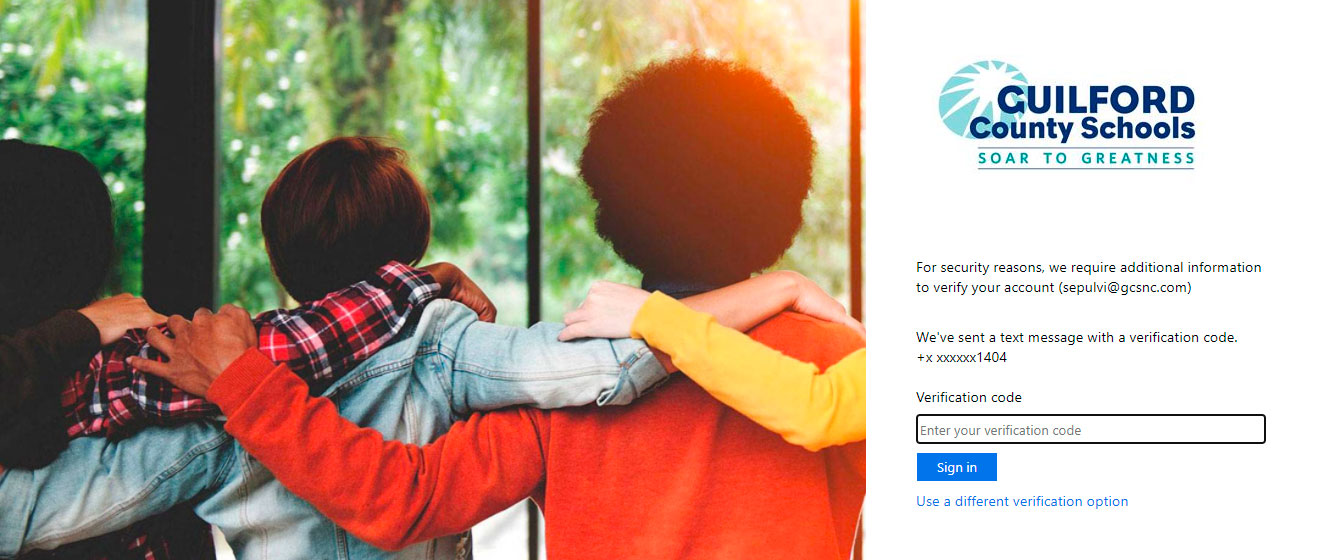 GUILFORD
County Schools
SOAR TO GREATNESS
For security reasons, we require additional information
to verify your account (sepulvi@gcsnc.com)
We've sent a text message with a verification code.
+x xxxxxx1404
Verification code
Enter your verification code
Sign in
Use a different verification option